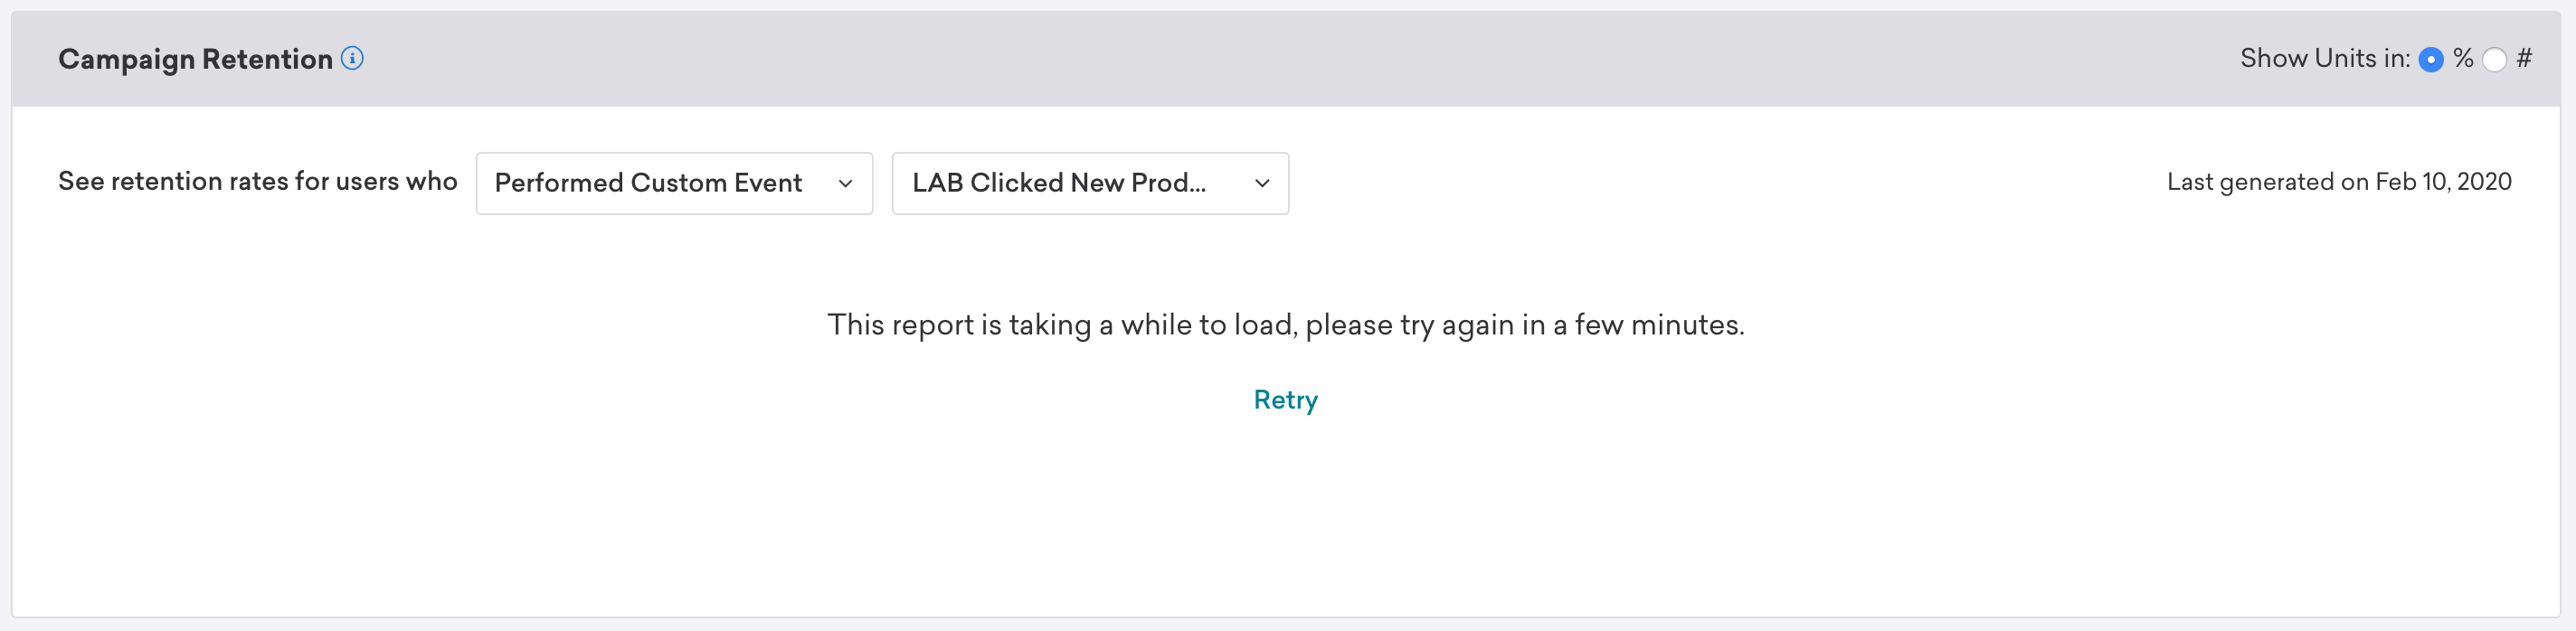 Campaign Retention
Show Units in: % #
See retention rates for users who Performed Custom Event LAB Clicked New Prod...
Last generated on Feb 10, 2020
This report is taking a while to load, please try again in a few minutes.
Retry